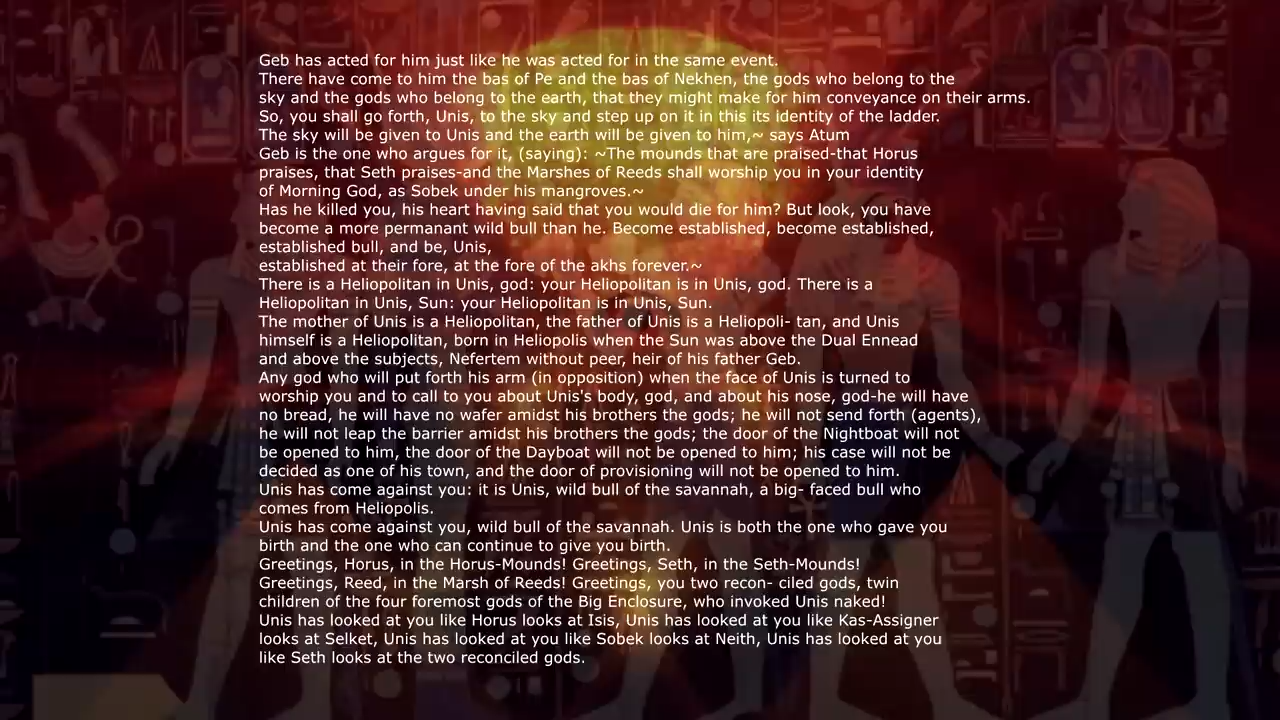 Geb has acted for him just like he was acted for in the same event.
There have come to him the bas of Pe and the bas of Nekhen, the gods who belong to the
sky and the gods who belong to the earth, that they might make for him conveyance on their arms.
So, you shall go forth, Unis, to the sky and step up on it in this its identity of the ladder.
The sky will be given to Unis and the earth will be given to him,~ says Atum
Geb is the one who argues for it, (saying): ~The mounds that are praised-that Horus
praises, that Seth praises-and the Marshes of Reeds shall worship you in your identity
of Morning God, as Sobek under his mangroves.~
Has he killed you, his heart having said that you would die for him? But look, you have
become a more permanant wild bull than he. Become established, become established,
established bull, and be, Unis,
established at their fore, at the fore of the akhs forever.~
There is a Heliopolitan in Unis, god: your Heliopolitan is in Unis, god. There is a
Heliopolitan in Unis, Sun: your Heliopolitan is in Unis, Sun.
The mother of Unis is a Heliopolitan, the father of Unis is a Heliopoli- tan, and Unis
himself is a Heliopolitan, born in Heliopolis when the Sun was above the Dual Ennead
and above the subjects, Nefertem without peer, heir of his father Geb.
Any god who will put forth his arm (in opposition) when the face of Unis is turned to
worship you and to call to you about Unis's body, god, and about his nose, god-he will have
no bread, he will have no wafer amidst his brothers the gods; he will not send forth (agents),
he will not leap the barrier amidst his brothers the gods; the door of the Nightboat will not
be opened to him, the door of the Dayboat will not be opened to him; his case will not be
decided as one of his town, and the door of provisioning will not be opened to him.
Unis has come against you: it is Unis, wild bull of the savannah, a big- faced bull who
comes from Heliopolis.
Unis has come against you, wild bull of the savannah. Unis is both the one who gave you
birth and the one who can continue to give you birth.
Greetings, Horus, in the Horus-Mounds! Greetings, Seth, in the Seth-Mounds!
Greetings, Reed, in the Marsh of Reeds! Greetings, you two recon- ciled gods, twin
children of the four foremost gods of the Big Enclosure, who invoked Unis naked!
Unis has looked at you like Horus looks at Isis, Unis has looked at you like Kas-Assigner
looks at Selket, Unis has looked at you like Sobek looks at Neith, Unis has looked at you
like Seth looks at the two reconciled gods.